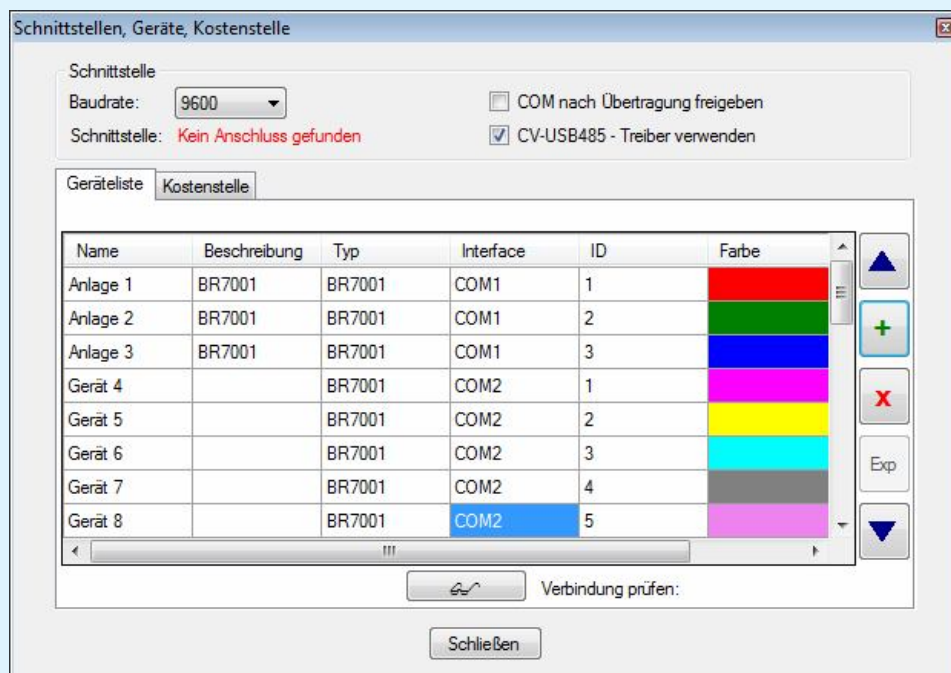 Schnittstellen, Geräte, Kostenstelle
Schnittstelle
Baudrate: 9600 COM nach Übertragung freigeben
Schnittstelle: Kein Anschluss gefunden CV-USB485 - Treiber verwenden
Geräteliste Kostenstelle
Name Beschreibung Typ Interface ID Farbe
Anlage 1 BR7001 BR7001 COM1 1
Anlage 2 BR7001 BR7001 COM1 2
Anlage 3 BR7001 BR7001 COM1 3
Gerät 4 BR7001 COM2 1
Gerät 5 BR7001 COM2 2
Gerät 6 BR7001 COM2 3
Gerät 7 BR7001 COM2 4
Gerät 8 BR7001 COM2 5
+
x
Exp
Verbindung prüfen:
Schließen